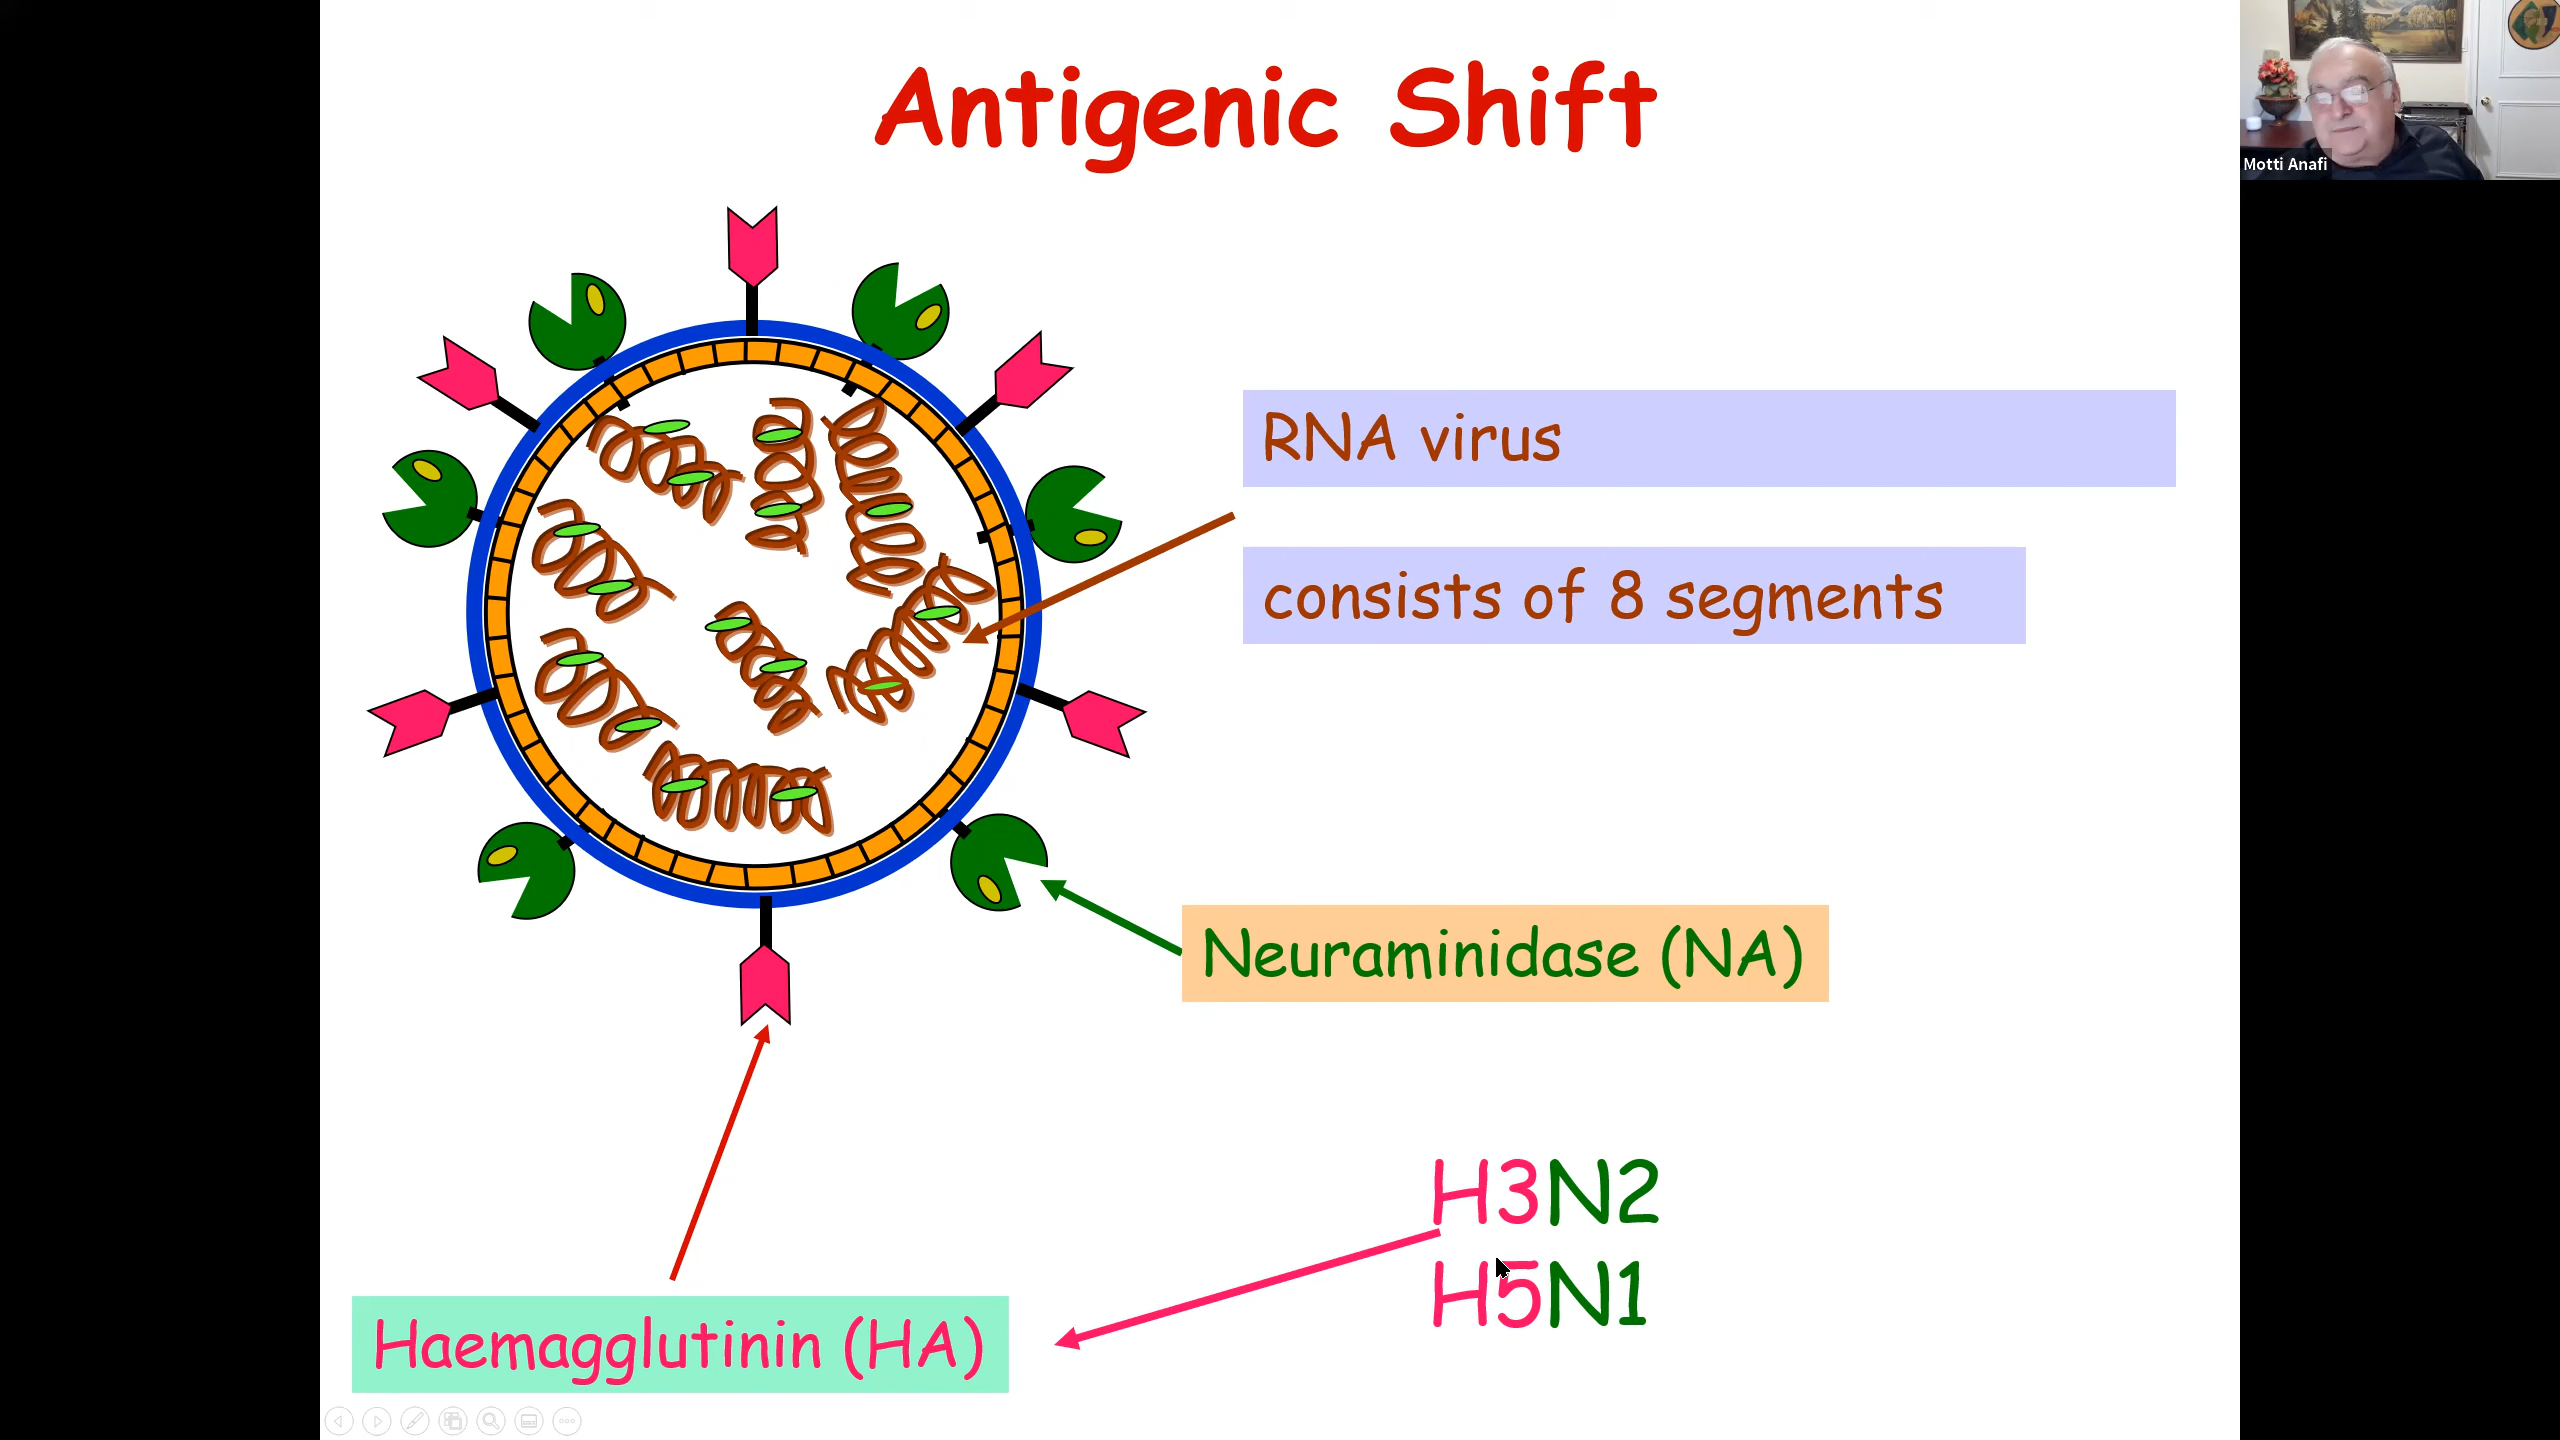 Antigenic Shift
Motti Anafi
RNA virus
consists of 8 segments
Neuraminidase (NA)
H3N2
H5N1
Haemagglutinin (HA)